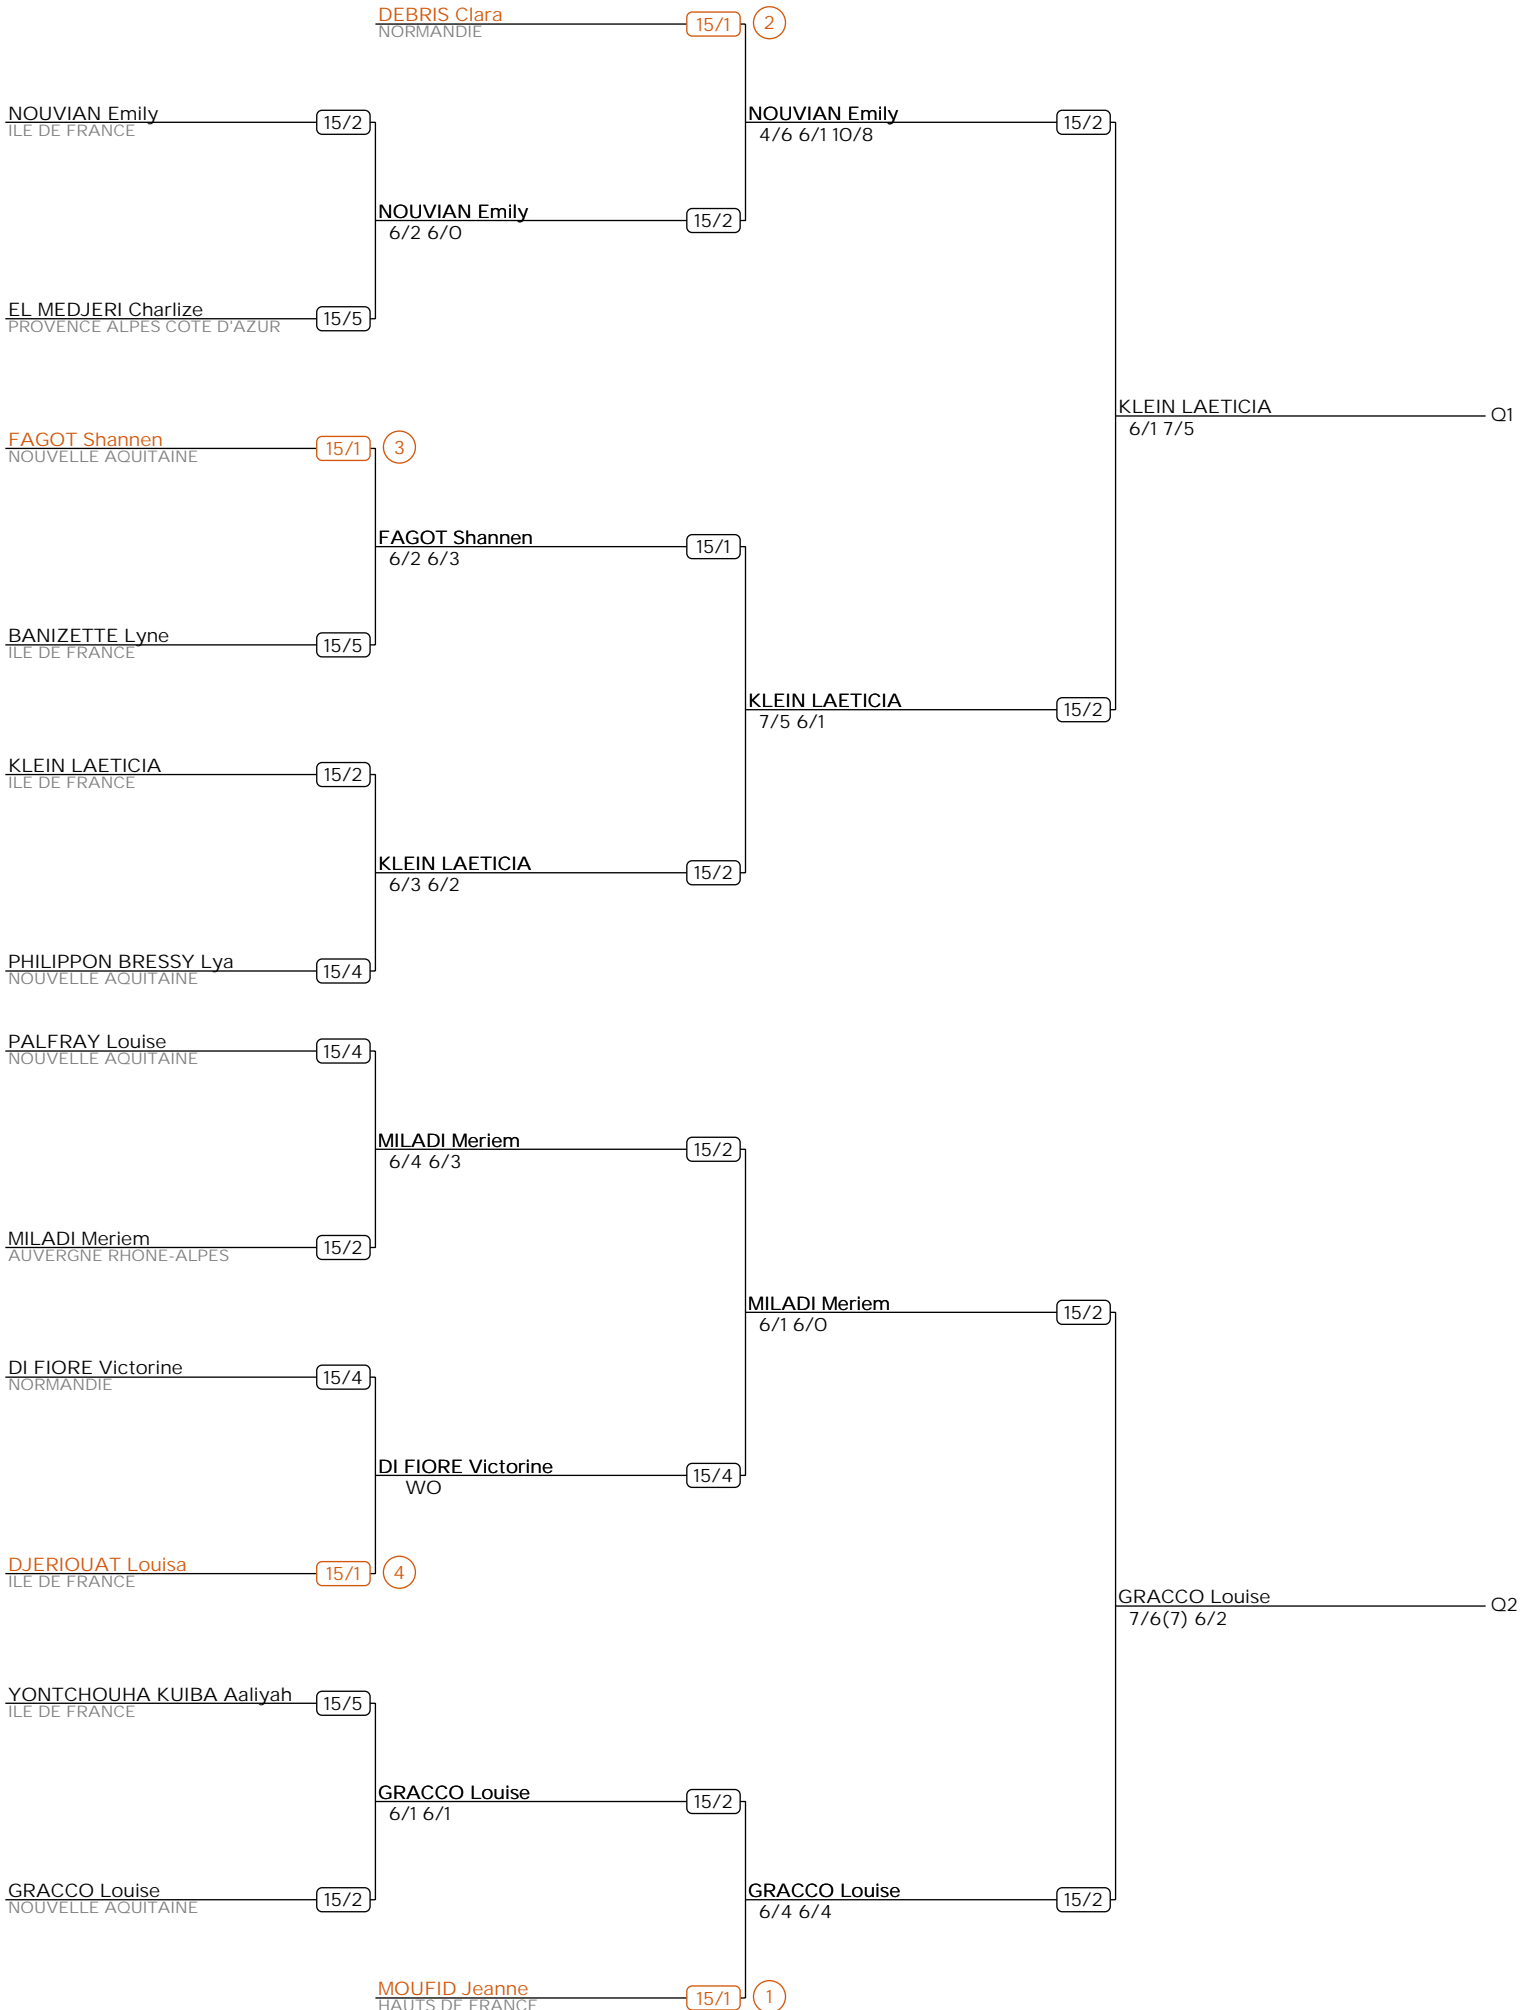 DEBRIS Clara
NORMANDIE
15/1
2
NOUVIAN Emily
ILE DE FRANCE
15/2
NOUVIAN Emily
4/6 6/1 10/8
15/2
NOUVIAN Emily
6/2 6/0
15/2
EL MEDJERI Charlize
PROVENCE ALPES COTE D'AZUR
15/5
KLEIN LAETICIA
6/1 7/5
Q1
FAGOT Shannen
NOUVELLE AQUITAINE
15/1
3
FAGOT Shannen
6/2 6/3
15/1
BANIZETTE Lyne
ILE DE FRANCE
15/5
KLEIN LAETICIA
7/5 6/1
15/2
KLEIN LAETICIA
ILE DE FRANCE
15/2
KLEIN LAETICIA
6/3 6/2
15/2
PHILIPPON BRESSY Lya
NOUVELLE AQUITAINE
15/4
PALFRAY Louise
NOUVELLE AQUITAINE
15/4
MILADI Meriem
6/4 6/3
15/2
MILADI Meriem
AUVERGNE RHONE-ALPES
15/2
MILADI Meriem
6/1 6/0
15/2
DI FIORE Victorine
NORMANDIE
15/4
DI FIORE Victorine
WO
15/4
DJERIOUAT Louisa
ILE DE FRANCE
15/1
4
GRACCO Louise
7/6(7) 6/2
Q2
YONTCHOUHA KUIBA Aaliyah
ILE DE FRANCE
15/5
GRACCO Louise
6/1 6/1
15/2
GRACCO Louise
NOUVELLE AQUITAINE
15/2
GRACCO Louise
6/4 6/4
15/2
MOUFID Jeanne
HAUTS DE FRANCE
15/1
1